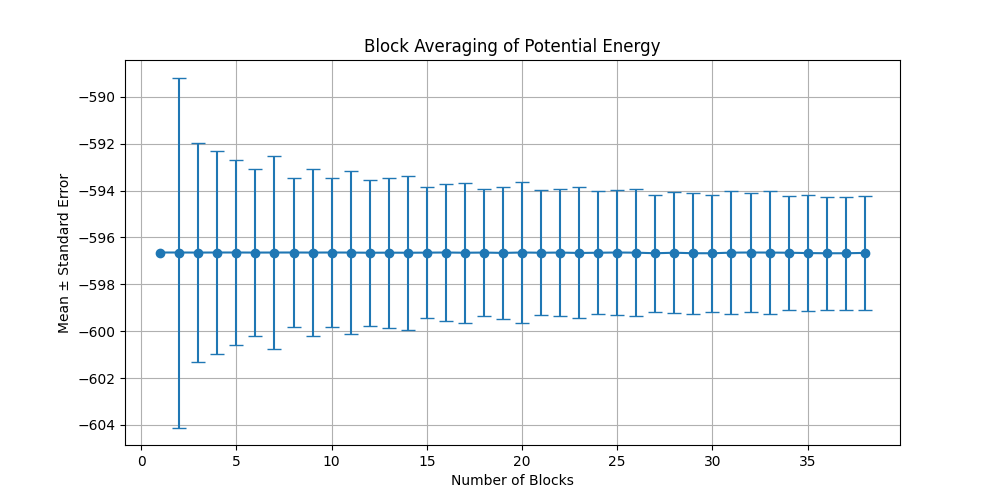 Block Averaging of Potential Energy
Mean ± Standard Error
−590
−592
−594
−596
−598
−600
−602
−604
0 5 10 15 20 25 30 35
Number of Blocks